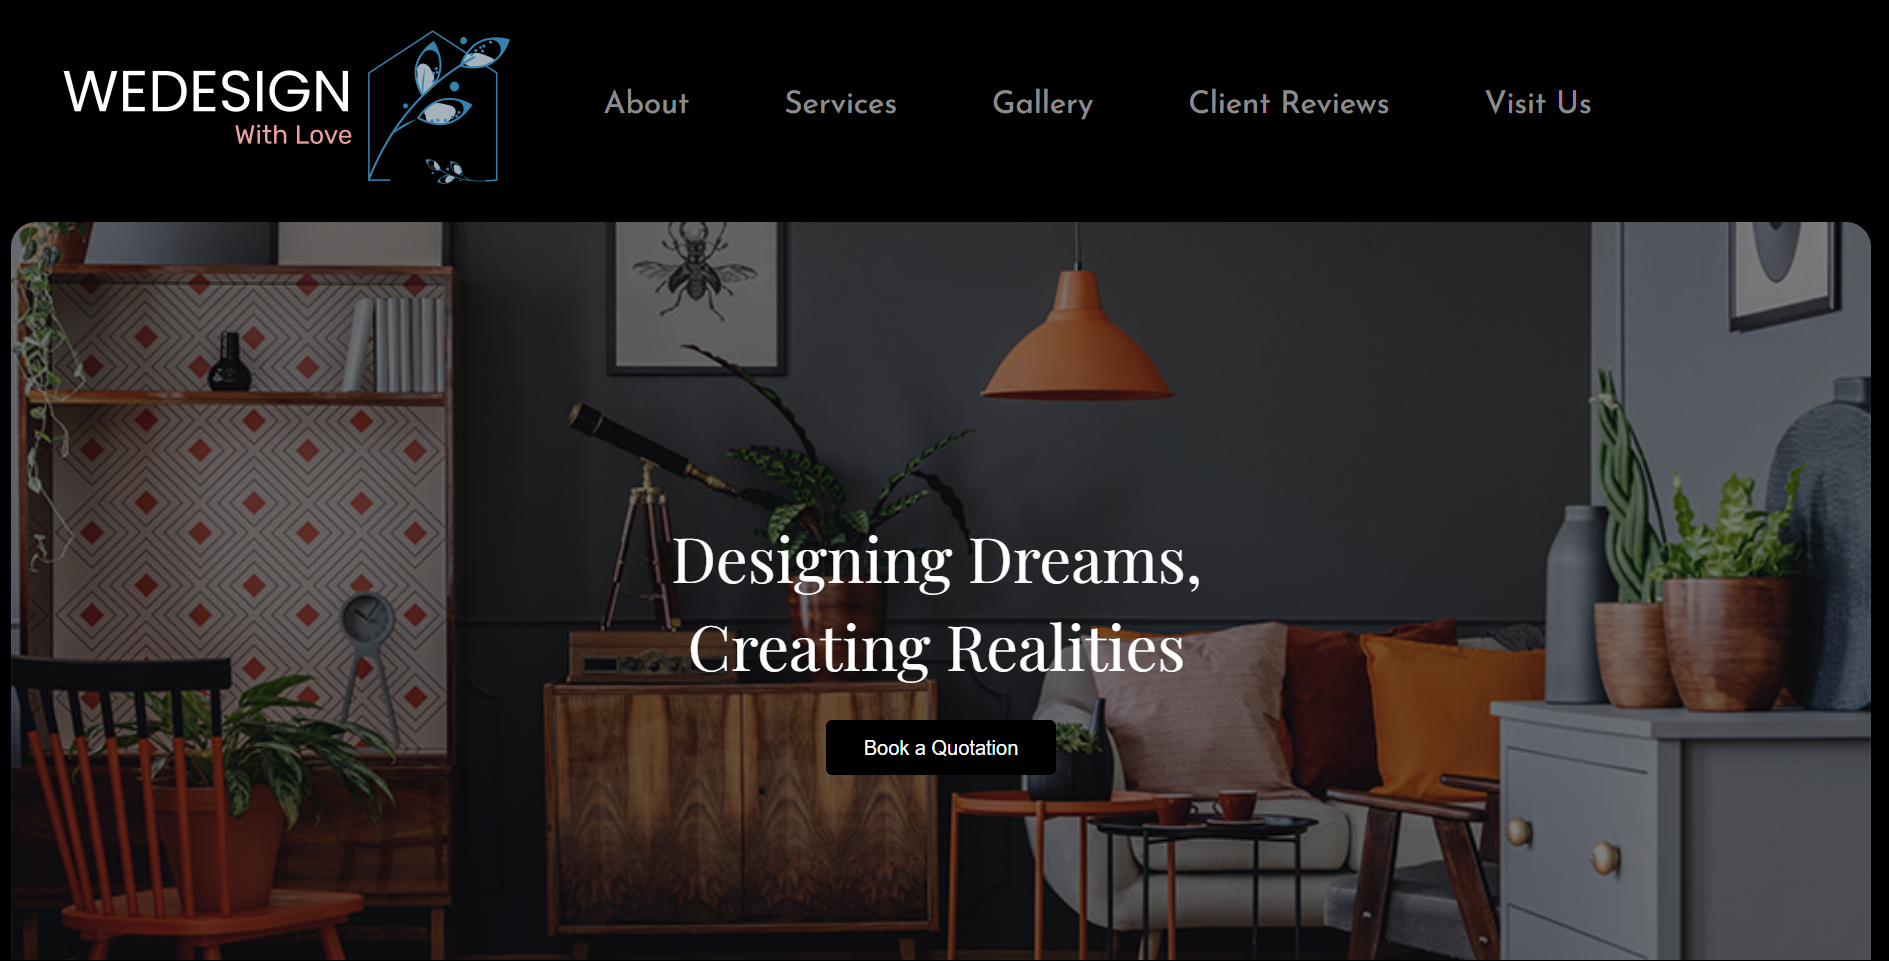 WEDESIGN
With Love
About Services Gallery Client Reviews Visit Us
Designing Dreams,
Creating Realities
Book a Quotation